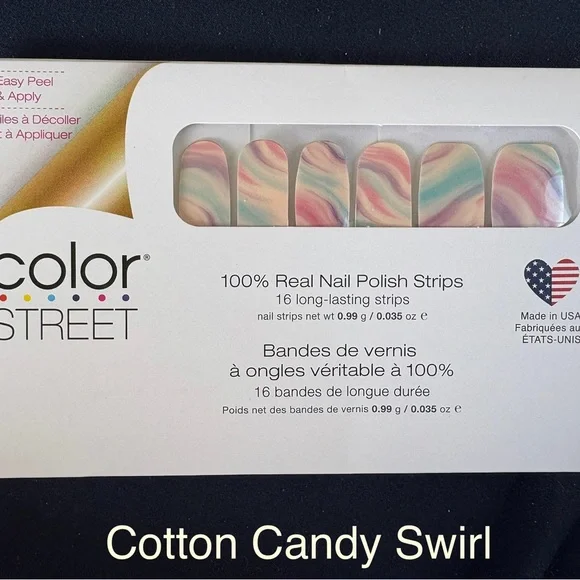 Easy Peel
& Apply
iles à Décoller
t à Appliquer
color®
STREET
100% Real Nail Polish Strips
16 long-lasting strips
nail strips net wt 0.99 g / 0.035 oz e
Bandes de vernis
à ongles véritable à 100%
16 bandes de longue durée
Poids net des bandes de vernis 0.99 g / 0.035 oz e
Made in USA
Fabriquées au
ÉTATS-UNIS
Cotton Candy Swirl